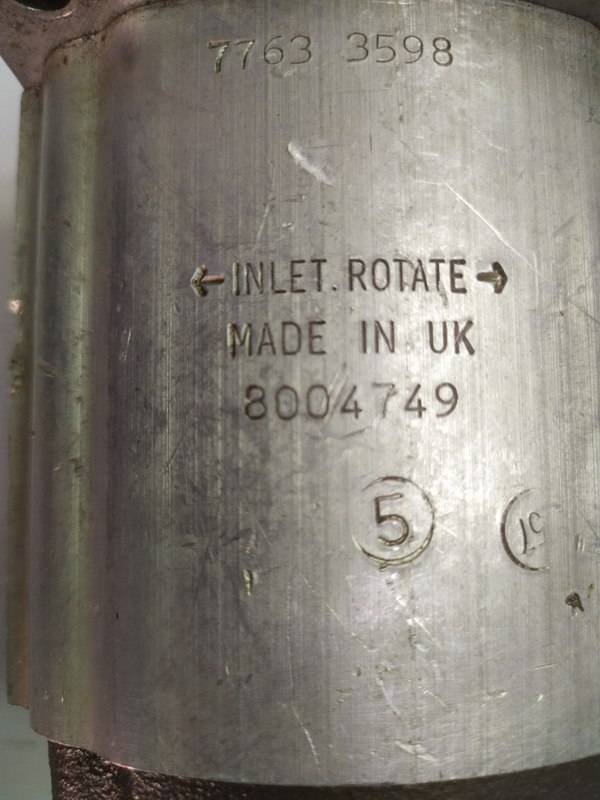 7763 3598
← INLET. ROTATE →
MADE IN UK
8004749
5